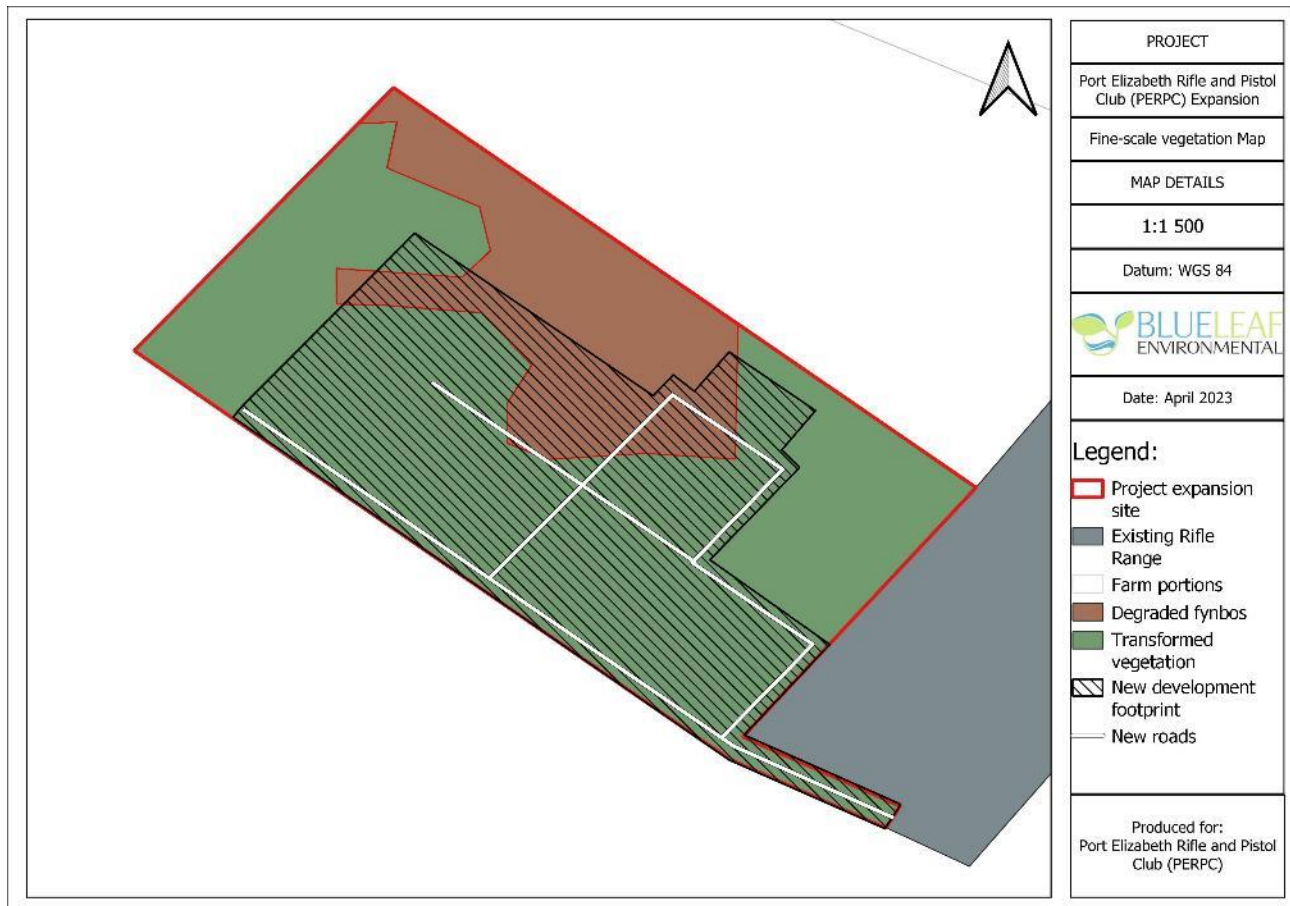 PROJECT
Port Elizabeth Rifle and Pistol
Club (PERPC) Expansion
Fine-scale vegetation Map
MAP DETAILS
1:1 500
Datum: WGS 84
BLUELEAF
ENVIRONMENTAL
Date: April 2023
Legend:
Project expansion
site
Existing Rifle
Range
Farm portions
Degraded fynbos
Transformed
vegetation
New development
footprint
New roads
Produced for:
Port Elizabeth Rifle and Pistol
Club (PERPC)